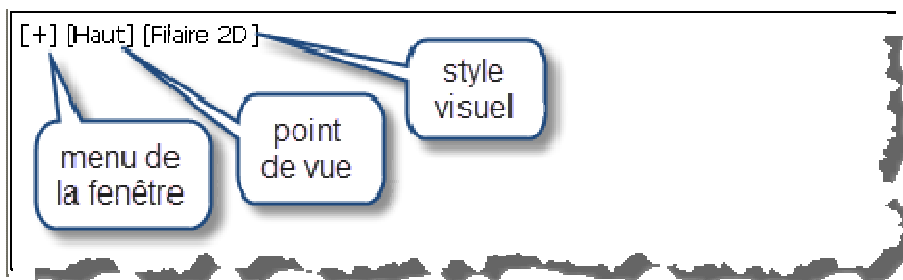 [+] [Haut] [Filaire 2D]
style
visuel
point
de vue
menu de
la fenêtre